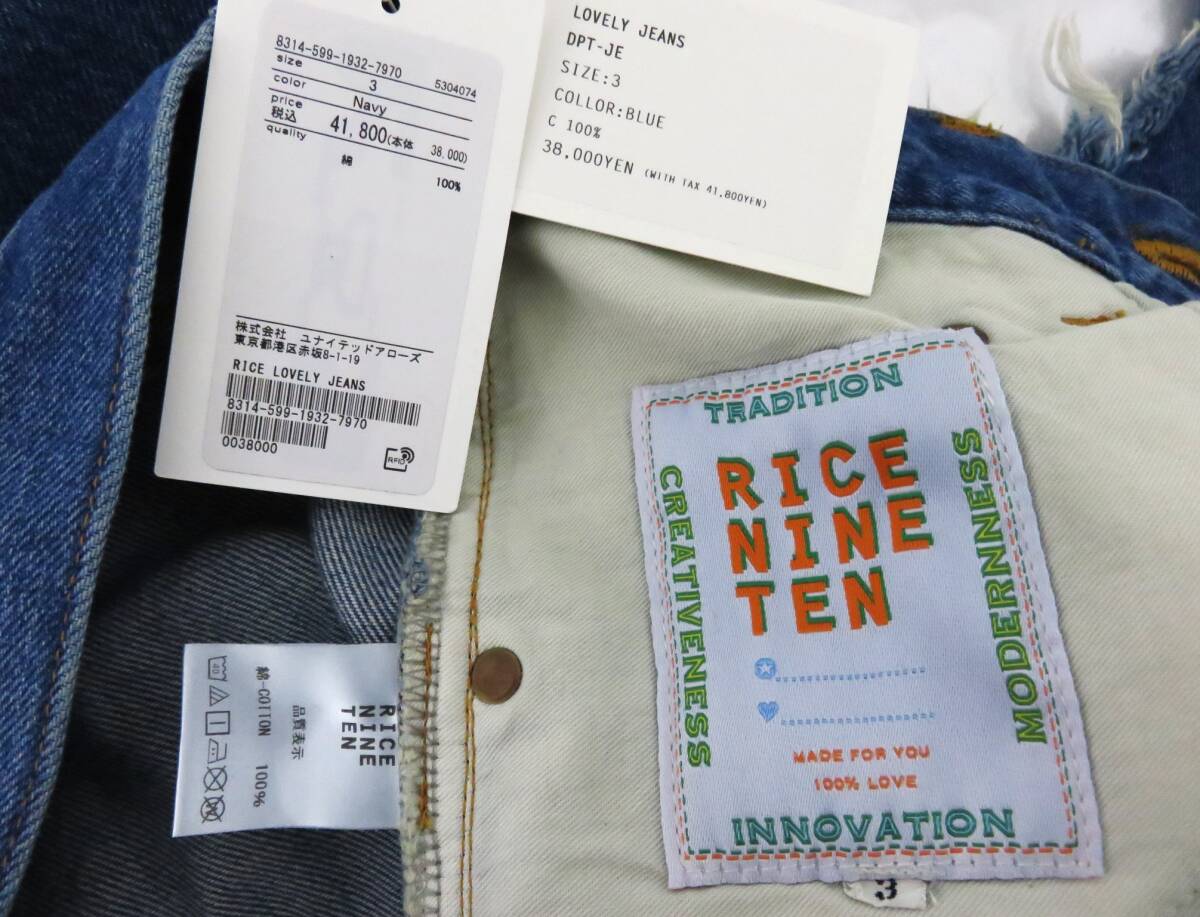 8314-599-1932-7970
size 5304074
3
color
Navy
price
税込 41,800(本体 38,000)
quality
綿
100%
株式会社 ユナイテッドアローズ
東京都港区赤坂8-1-19
RICE LOVELY JEANS
8314-599-1932-7970
0038000
RFID
LOVELY JEANS
DPT-JE
SIZE:3
COLLOR:BLUE
C 100%
38,000YEN (WITH TAX 41,800YEN)
TRADITION
CREATIVENESS
MODERNNESS
RICE
NINE
TEN
MADE FOR YOU
100% LOVE
INNOVATION
3
RICE
NINE
TEN
品質表示
綿-COTTON 100%
40